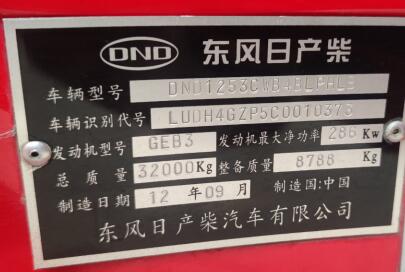 DND 东风日产柴
车辆型号 DND1253CWB4BLPHLB
车辆识别代号 LUDH4GZP5C0010373
发动机型号 GEB3 发动机最大净功率 286 Kw
总质量 32000Kg 整备质量 8788 Kg
制造日期 12 年 09 月 制造国:中国
东风日产柴汽车有限公司